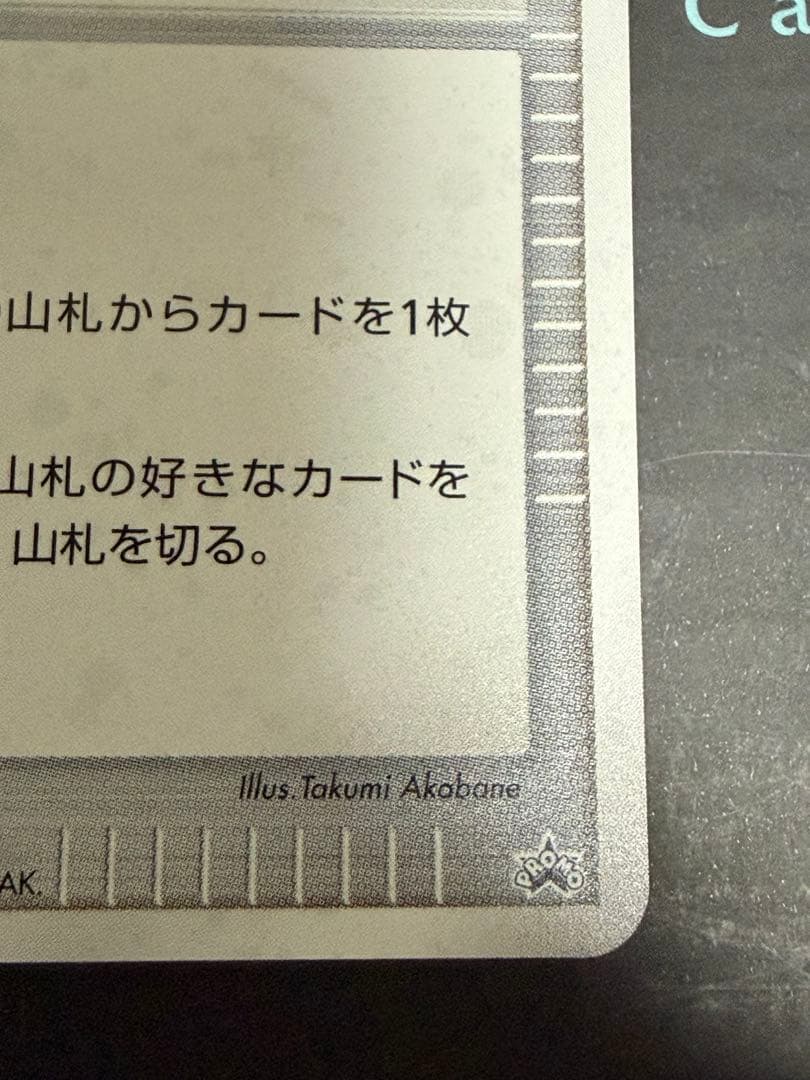 C a
山札からカードを1枚
山札の好きなカードを
山札を切る。
Illus.Takumi Akabane
AK.
PROMO